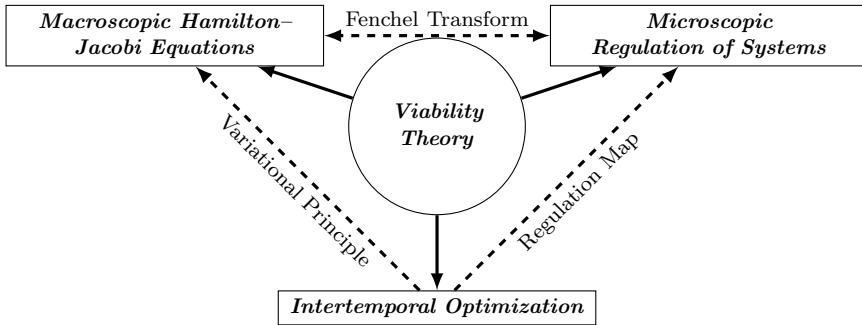 Macroscopic Hamilton–
Jacobi Equations
Fenchel Transform
Microscopic
Regulation of Systems
Viability
Theory
Variational Principle
Regulation Map
Intertemporal Optimization